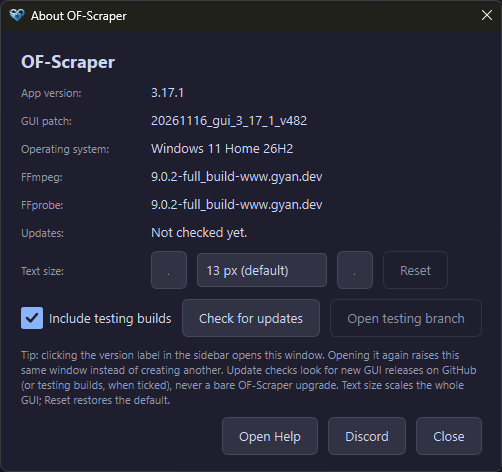 About OF-Scraper
OF-Scraper
App version: 3.17.1
GUI patch: 20261116_gui_3_17_1_v482
Operating system: Windows 11 Home 26H2
FFmpeg: 9.0.2-full_build-www.gyan.dev
FFprobe: 9.0.2-full_build-www.gyan.dev
Updates: Not checked yet.
Text size: . 13 px (default) . Reset
Include testing builds Check for updates Open testing branch
Tip: clicking the version label in the sidebar opens this window. Opening it again raises this
same window instead of creating another. Update checks look for new GUI releases on GitHub
(or testing builds, when ticked), never a bare OF-Scraper upgrade. Text size scales the whole
GUI; Reset restores the default.
Open Help Discord Close